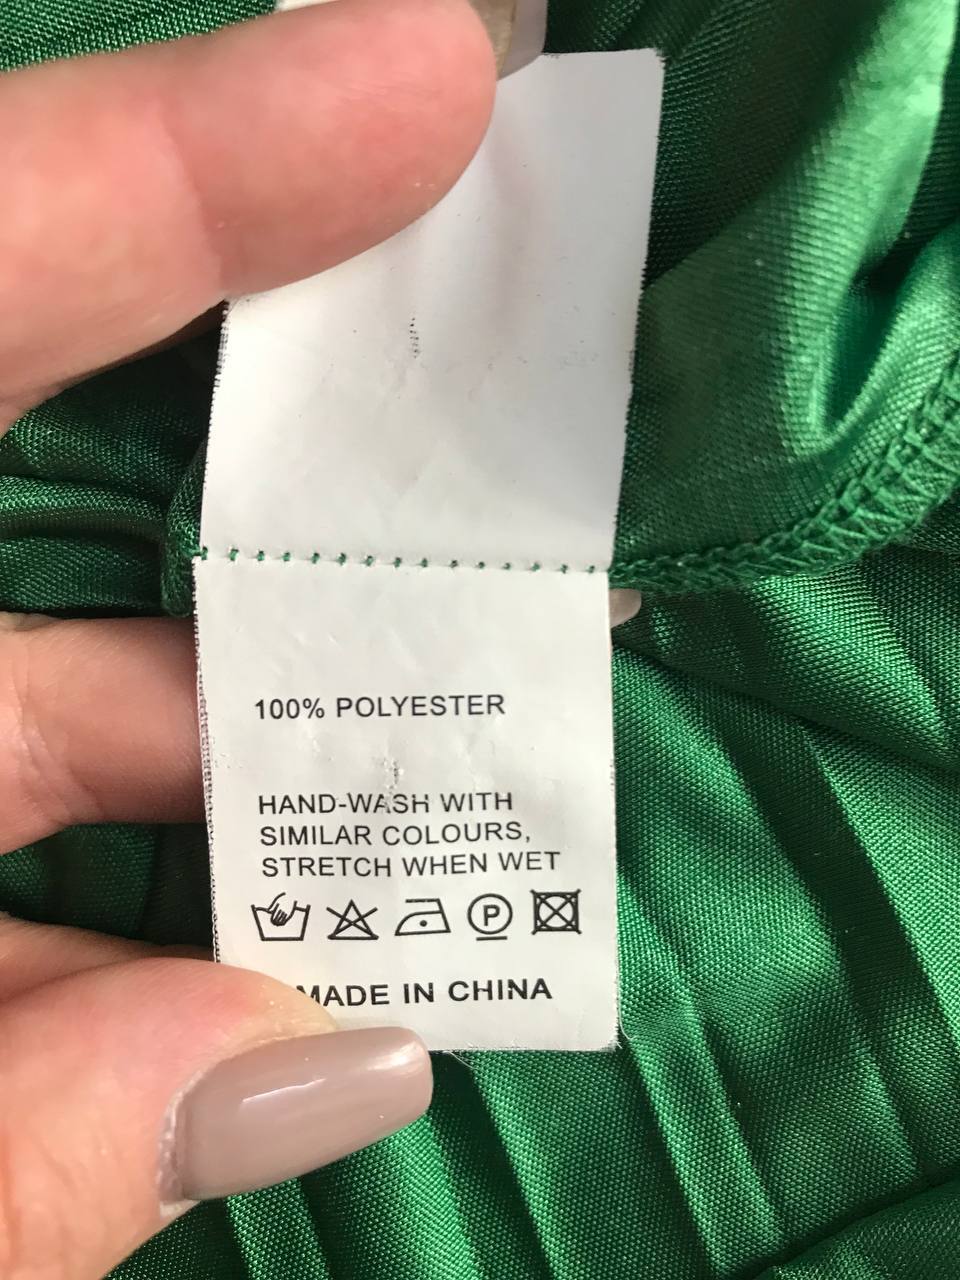 100% POLYESTER
HAND-WASH WITH
SIMILAR COLOURS,
STRETCH WHEN WET
P
MADE IN CHINA